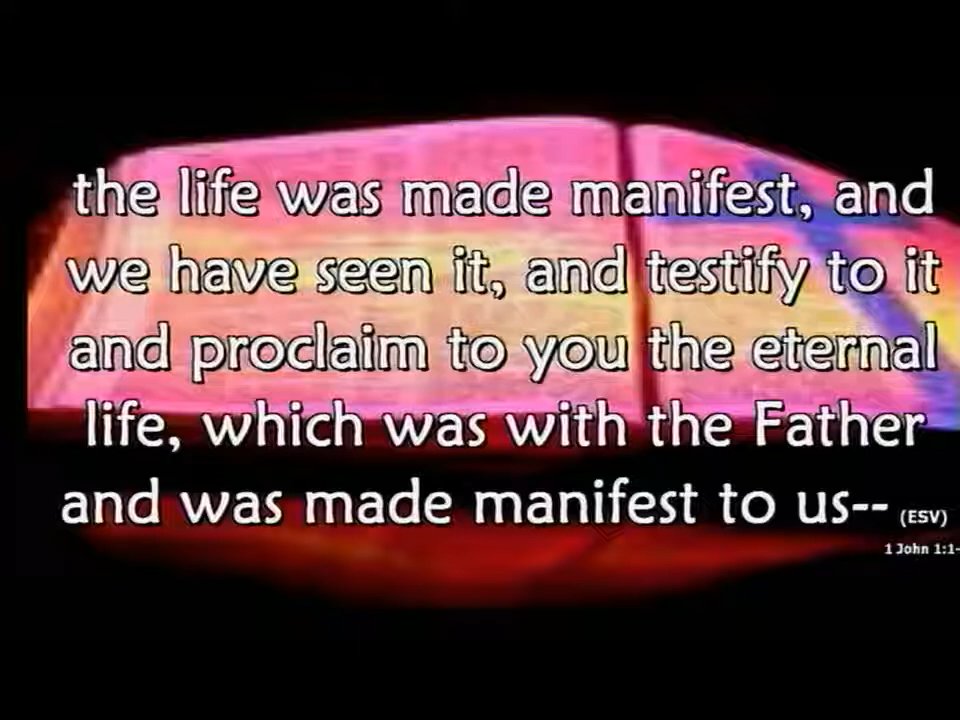 the life was made manifest, and
we have seen it, and testify to it
and proclaim to you the eternal
life, which was with the Father
and was made manifest to us-- (ESV)
1 John 1:1-